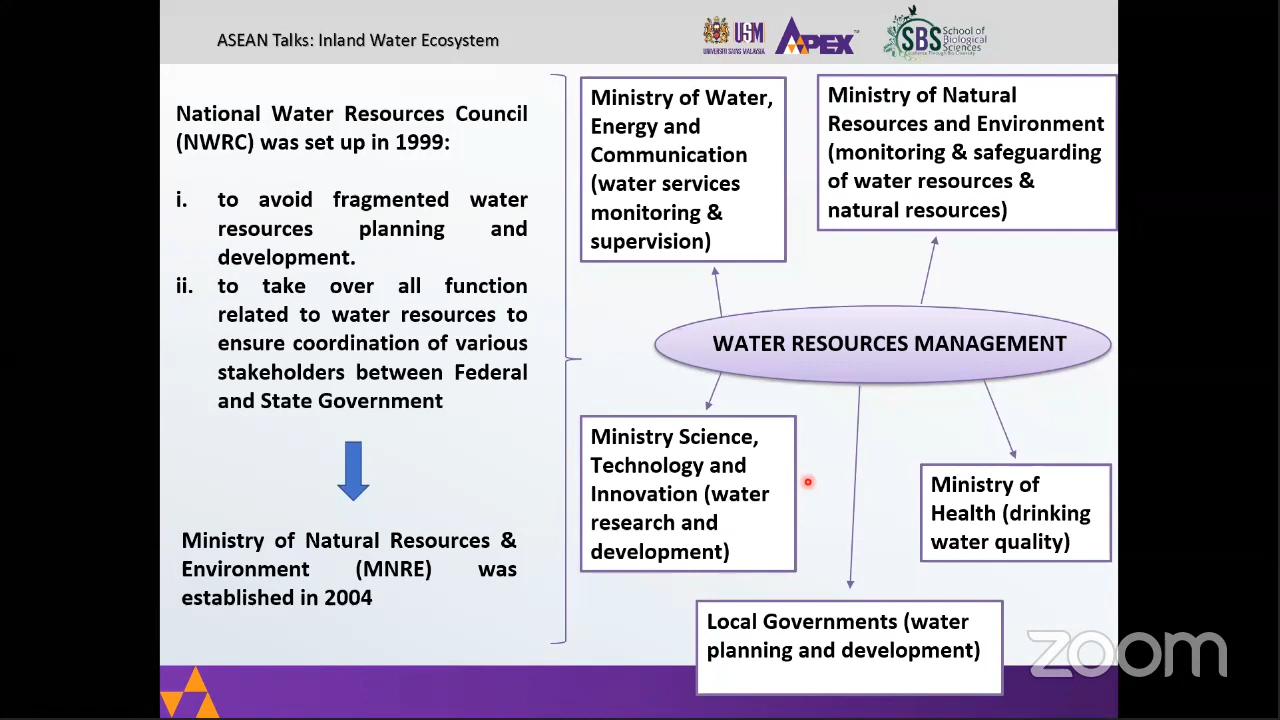 ASEAN Talks: Inland Water Ecosystem
USM
UNIVERSITI SAINS MALAYSIA
APEX
TM
SBS
School of
Biological
Sciences
National Water Resources Council
(NWRC) was set up in 1999:
i. to avoid fragmented water
resources planning and
development.
ii. to take over all function
related to water resources to
ensure coordination of various
stakeholders between Federal
and State Government
Ministry of Natural Resources &
Environment (MNRE) was
established in 2004
Ministry of Water,
Energy and
Communication
(water services
monitoring &
supervision)
Ministry of Natural
Resources and Environment
(monitoring & safeguarding
of water resources &
natural resources)
WATER RESOURCES MANAGEMENT
Ministry Science,
Technology and
Innovation (water
research and
development)
Ministry of
Health (drinking
water quality)
Local Governments (water
planning and development)
zoom